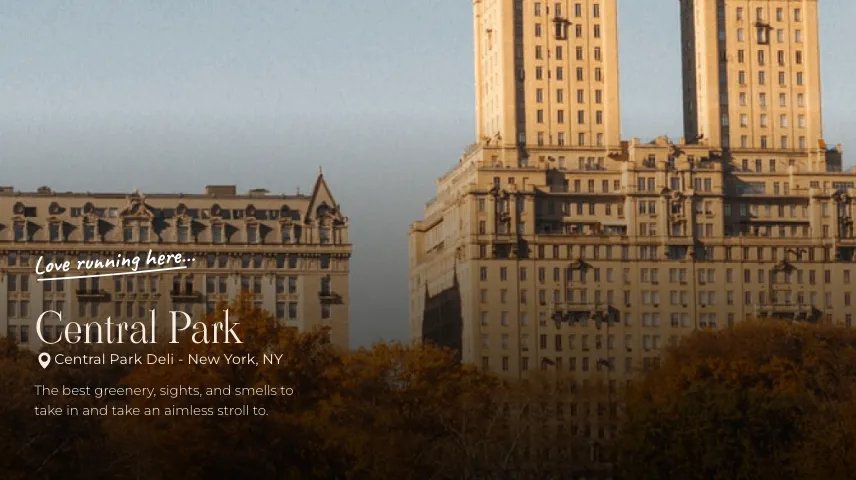 Love running here...
Central Park
Central Park Deli - New York, NY
The best greenery, sights, and smells to
take in and take an aimless stroll to.